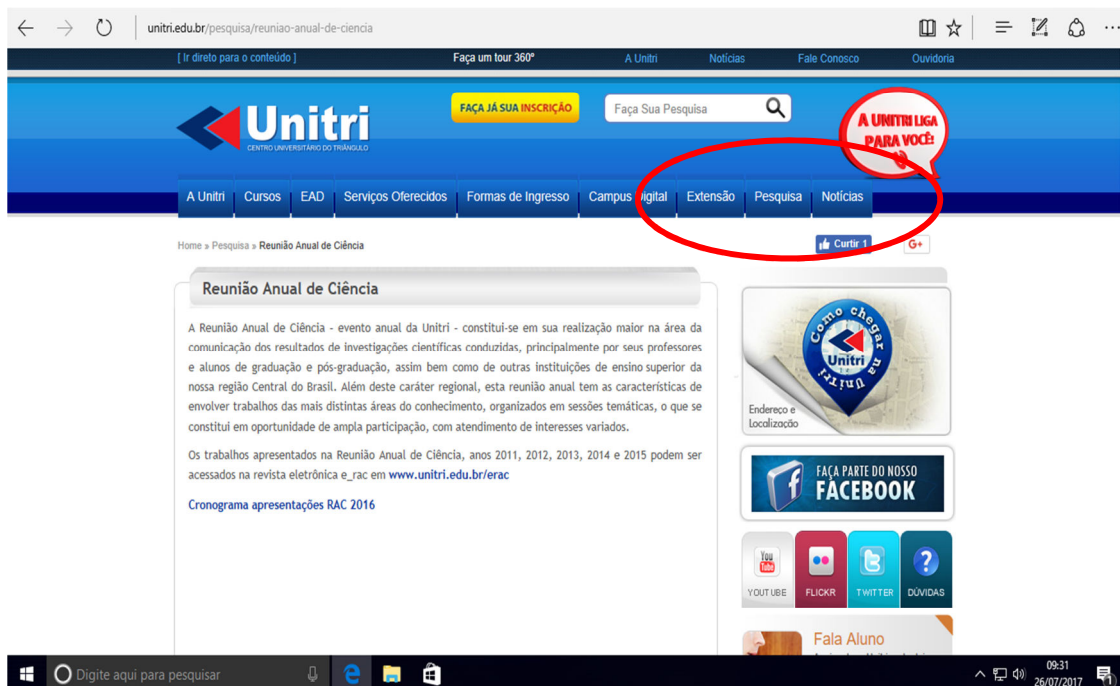 unitri.edu.br/pesquisa/reuniao-anual-de-ciencia
[ Ir direto para o conteúdo ] Faça um tour 360º A Unitri Notícias Fale Conosco Ouvidoria
Unitri
CENTRO UNIVERSITÁRIO DO TRIÂNGULO
FAÇA JÁ SUA INSCRIÇÃO
Faça Sua Pesquisa
A UNITRI LIGA
PARA VOCÊ!
A Unitri Cursos EAD Serviços Oferecidos Formas de Ingresso Campus Digital Extensão Pesquisa Notícias
Home » Pesquisa » Reunião Anual de Ciência
Curtir 1
G+
Reunião Anual de Ciência
A Reunião Anual de Ciência - evento anual da Unitri - constitui-se em sua realização maior na área da
comunicação dos resultados de investigações científicas conduzidas, principalmente por seus professores
e alunos de graduação e pós-graduação, assim bem como de outras instituições de ensino superior da
nossa região Central do Brasil. Além deste caráter regional, esta reunião anual tem as características de
envolver trabalhos das mais distintas áreas do conhecimento, organizados em sessões temáticas, o que se
constitui em oportunidade de ampla participação, com atendimento de interesses variados.
Os trabalhos apresentados na Reunião Anual de Ciência, anos 2011, 2012, 2013, 2014 e 2015 podem ser
acessados na revista eletrônica e_rac em www.unitri.edu.br/erac
Cronograma apresentações RAC 2016
Como chegar
Unitri
na Unitri
Endereço e
Localização
FAÇA PARTE DO NOSSO
FACEBOOK
You
Tube
YOUTUBE FLICKR TWITTER DÚVIDAS
Fala Aluno
Digite aqui para pesquisar
09:31
26/07/2017